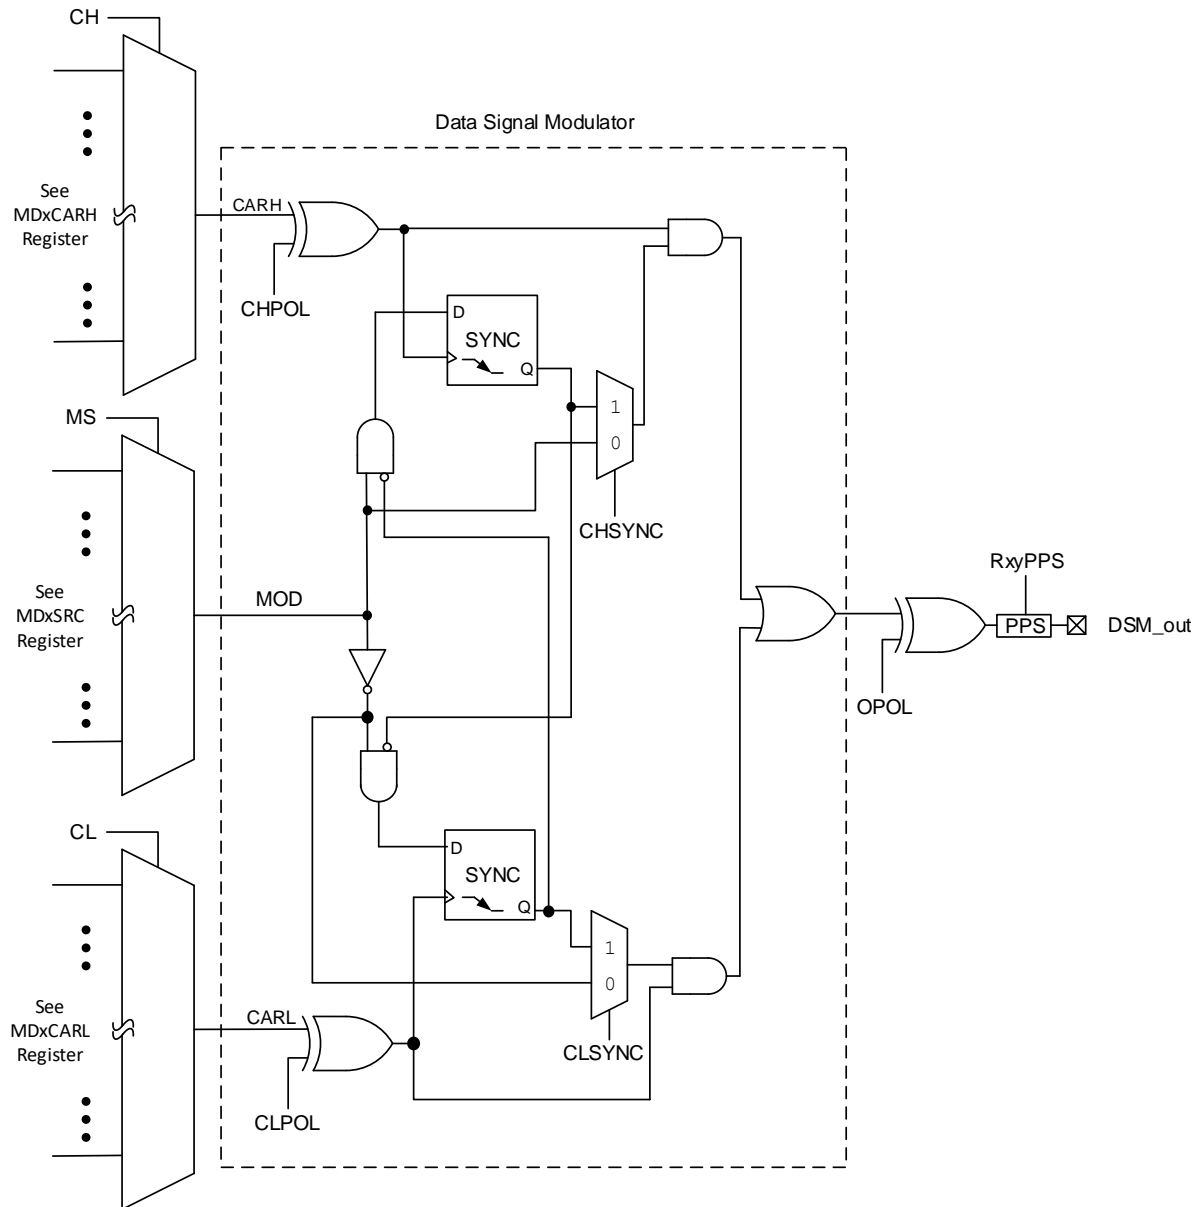 CH
Data Signal Modulator
See
MDxCARH
Register
CARH
CHPOL
D
SYNC
Q
1
0
CHSYNC
MS
See
MDxSRC
Register
MOD
RxyPPS
PPS
DSM_out
OPOL
CL
D
SYNC
Q
1
0
CLSYNC
See
MDxCARL
Register
CARL
CLPOL